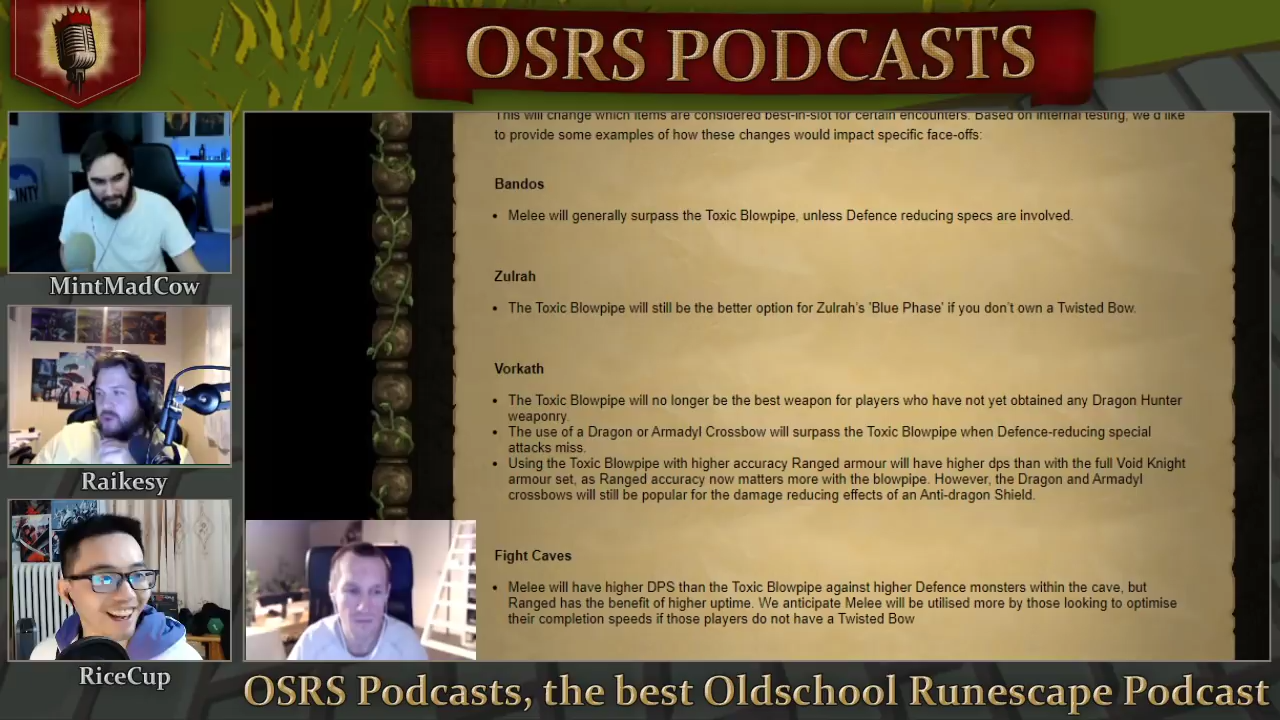 OSRS PODCASTS
This will change which items are considered best-in-slot for certain encounters. Based on internal testing, we'd like
to provide some examples of how these changes would impact specific face-offs:
Bandos
• Melee will generally surpass the Toxic Blowpipe, unless Defence reducing specs are involved.
Zulrah
• The Toxic Blowpipe will still be the better option for Zulrah's 'Blue Phase' if you don't own a Twisted Bow.
Vorkath
• The Toxic Blowpipe will no longer be the best weapon for players who have not yet obtained any Dragon Hunter
weaponry.
• The use of a Dragon or Armadyl Crossbow will surpass the Toxic Blowpipe when Defence-reducing special
attacks miss.
• Using the Toxic Blowpipe with higher accuracy Ranged armour will have higher dps than with the full Void Knight
armour set, as Ranged accuracy now matters more with the blowpipe. However, the Dragon and Armadyl
crossbows will still be popular for the damage reducing effects of an Anti-dragon Shield.
Fight Caves
• Melee will have higher DPS than the Toxic Blowpipe against higher Defence monsters within the cave, but
Ranged has the benefit of higher uptime. We anticipate Melee will be utilised more by those looking to optimise
their completion speeds if those players do not have a Twisted Bow
MintMadCow
Raikesy
RiceCup
OSRS Podcasts, the best Oldschool Runescape Podcast